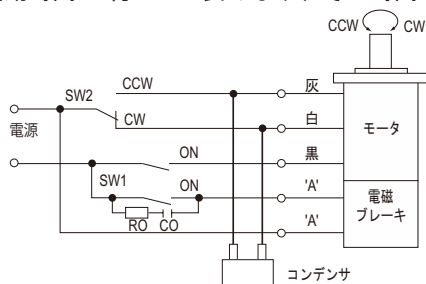 CCW CW
CCW 灰
SW2
CW 白
電源 モータ
ON 黒
SW1 ON 'A' 電磁
ブレーキ
RO CO 'A'
コンデンサ